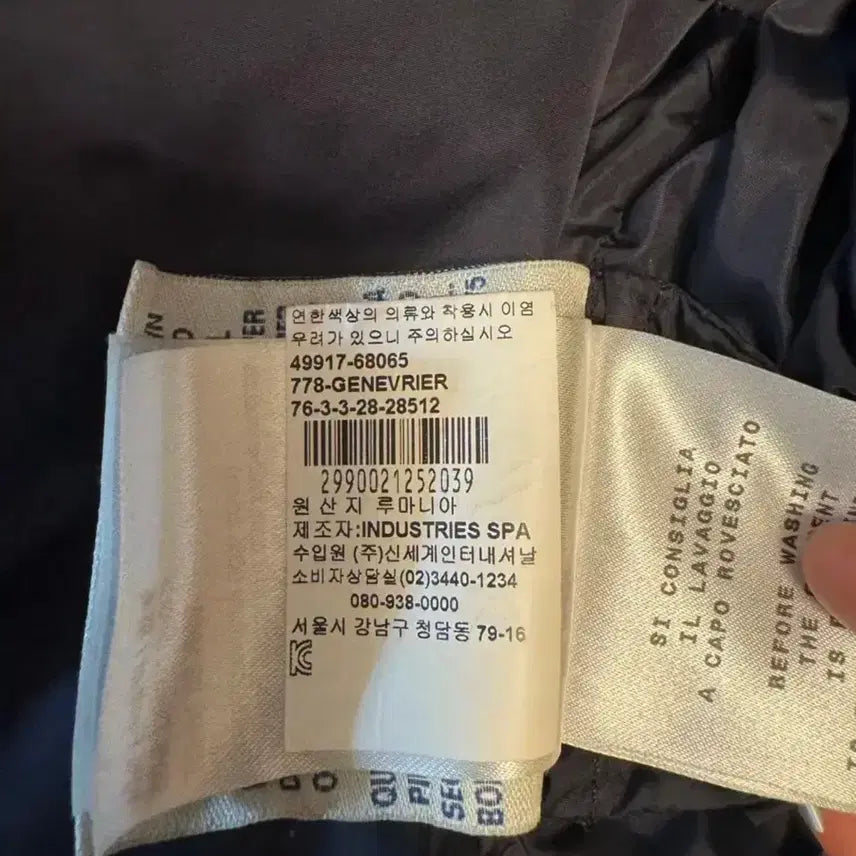 연한색상의 의류와 착용시 이염
우려가 있으니 주의하십시오
49917-68065
778-GENEVRIER
76-3-3-28-28512
2990021252039
원산지 루마니아
제조자:INDUSTRIES SPA
수입원 (주)신세계인터내셔날
소비자상담실(02)3440-1234
080-938-0000
서울시 강남구 청담동 79-16
SI CONSIGLIA
IL LAVAGGIO
A CAPO ROVESCIATO
BEFORE WASHING
THE
IS